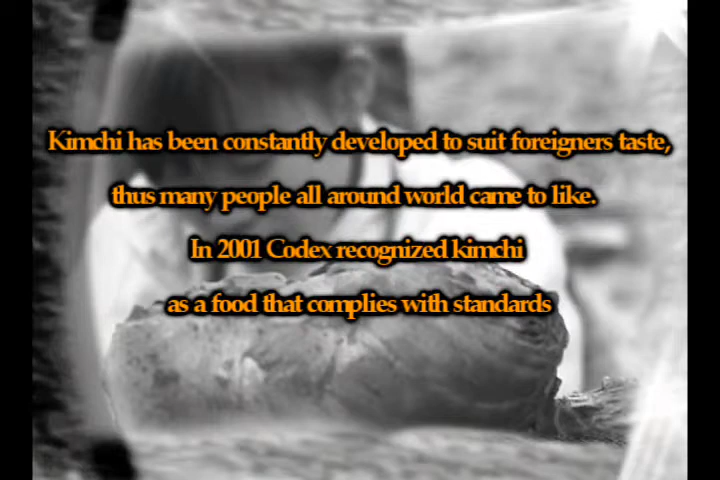 Kimchi has been constantly developed to suit foreigners taste,
thus many people all around world came to like.
In 2001 Codex recognized kimchi
as a food that complies with standards